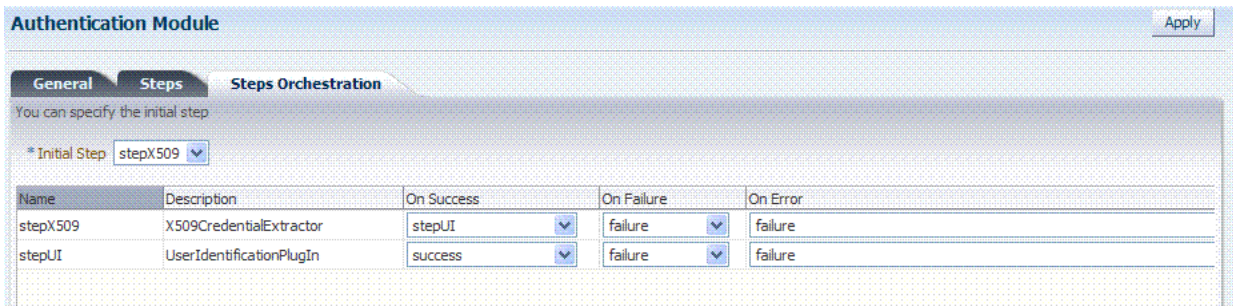 Authentication Module
Apply
General Steps Steps Orchestration
You can specify the initial step
* Initial Step stepX509
Name Description On Success On Failure On Error
stepX509 X509CredentialExtractor stepUI failure failure
stepUI UserIdentificationPlugIn success failure failure